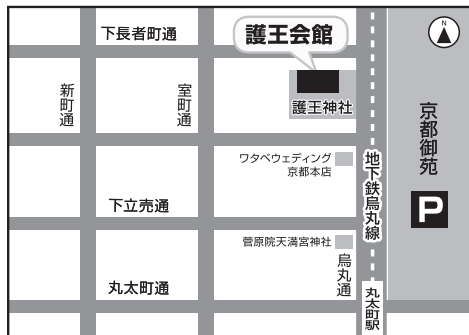 下長者町通
護王会館
N
新町通
室町通
護王神社
京都御苑
ワタベウェディング
京都本店
地下鉄烏丸線
P
下立売通
菅原院天満宮神社
烏丸通
丸太町通
丸太町駅